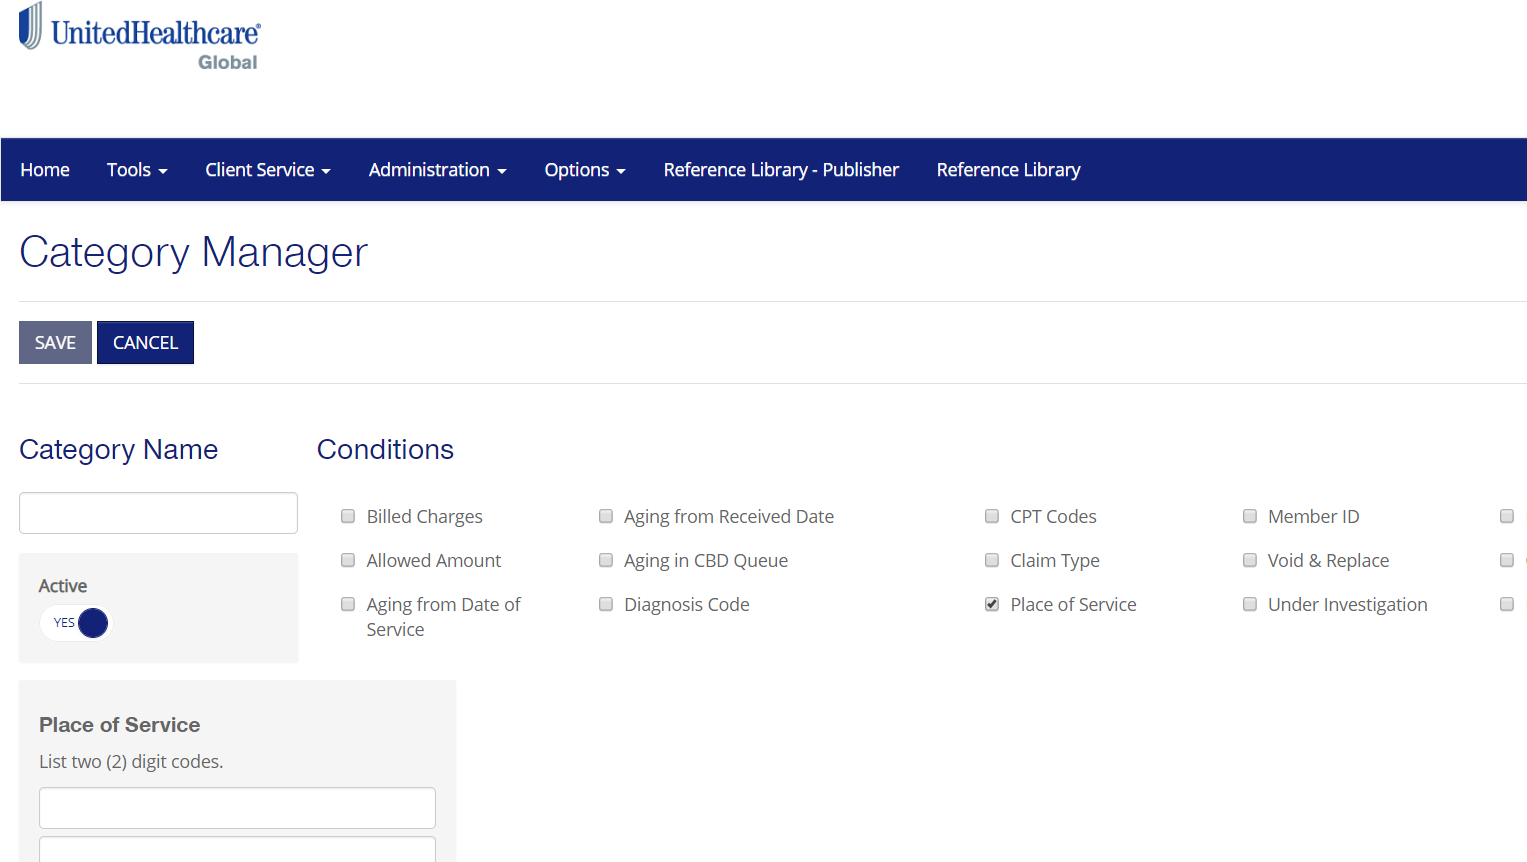 UnitedHealthcare®
Global
Home Tools Client Service Administration Options Reference Library - Publisher Reference Library
Category Manager
SAVE CANCEL
Category Name Conditions
Billed Charges Aging from Received Date CPT Codes Member ID
Allowed Amount Aging in CBD Queue Claim Type Void & Replace
Active
Aging from Date of Diagnosis Code Place of Service Under Investigation
Service
YES
Place of Service
List two (2) digit codes.